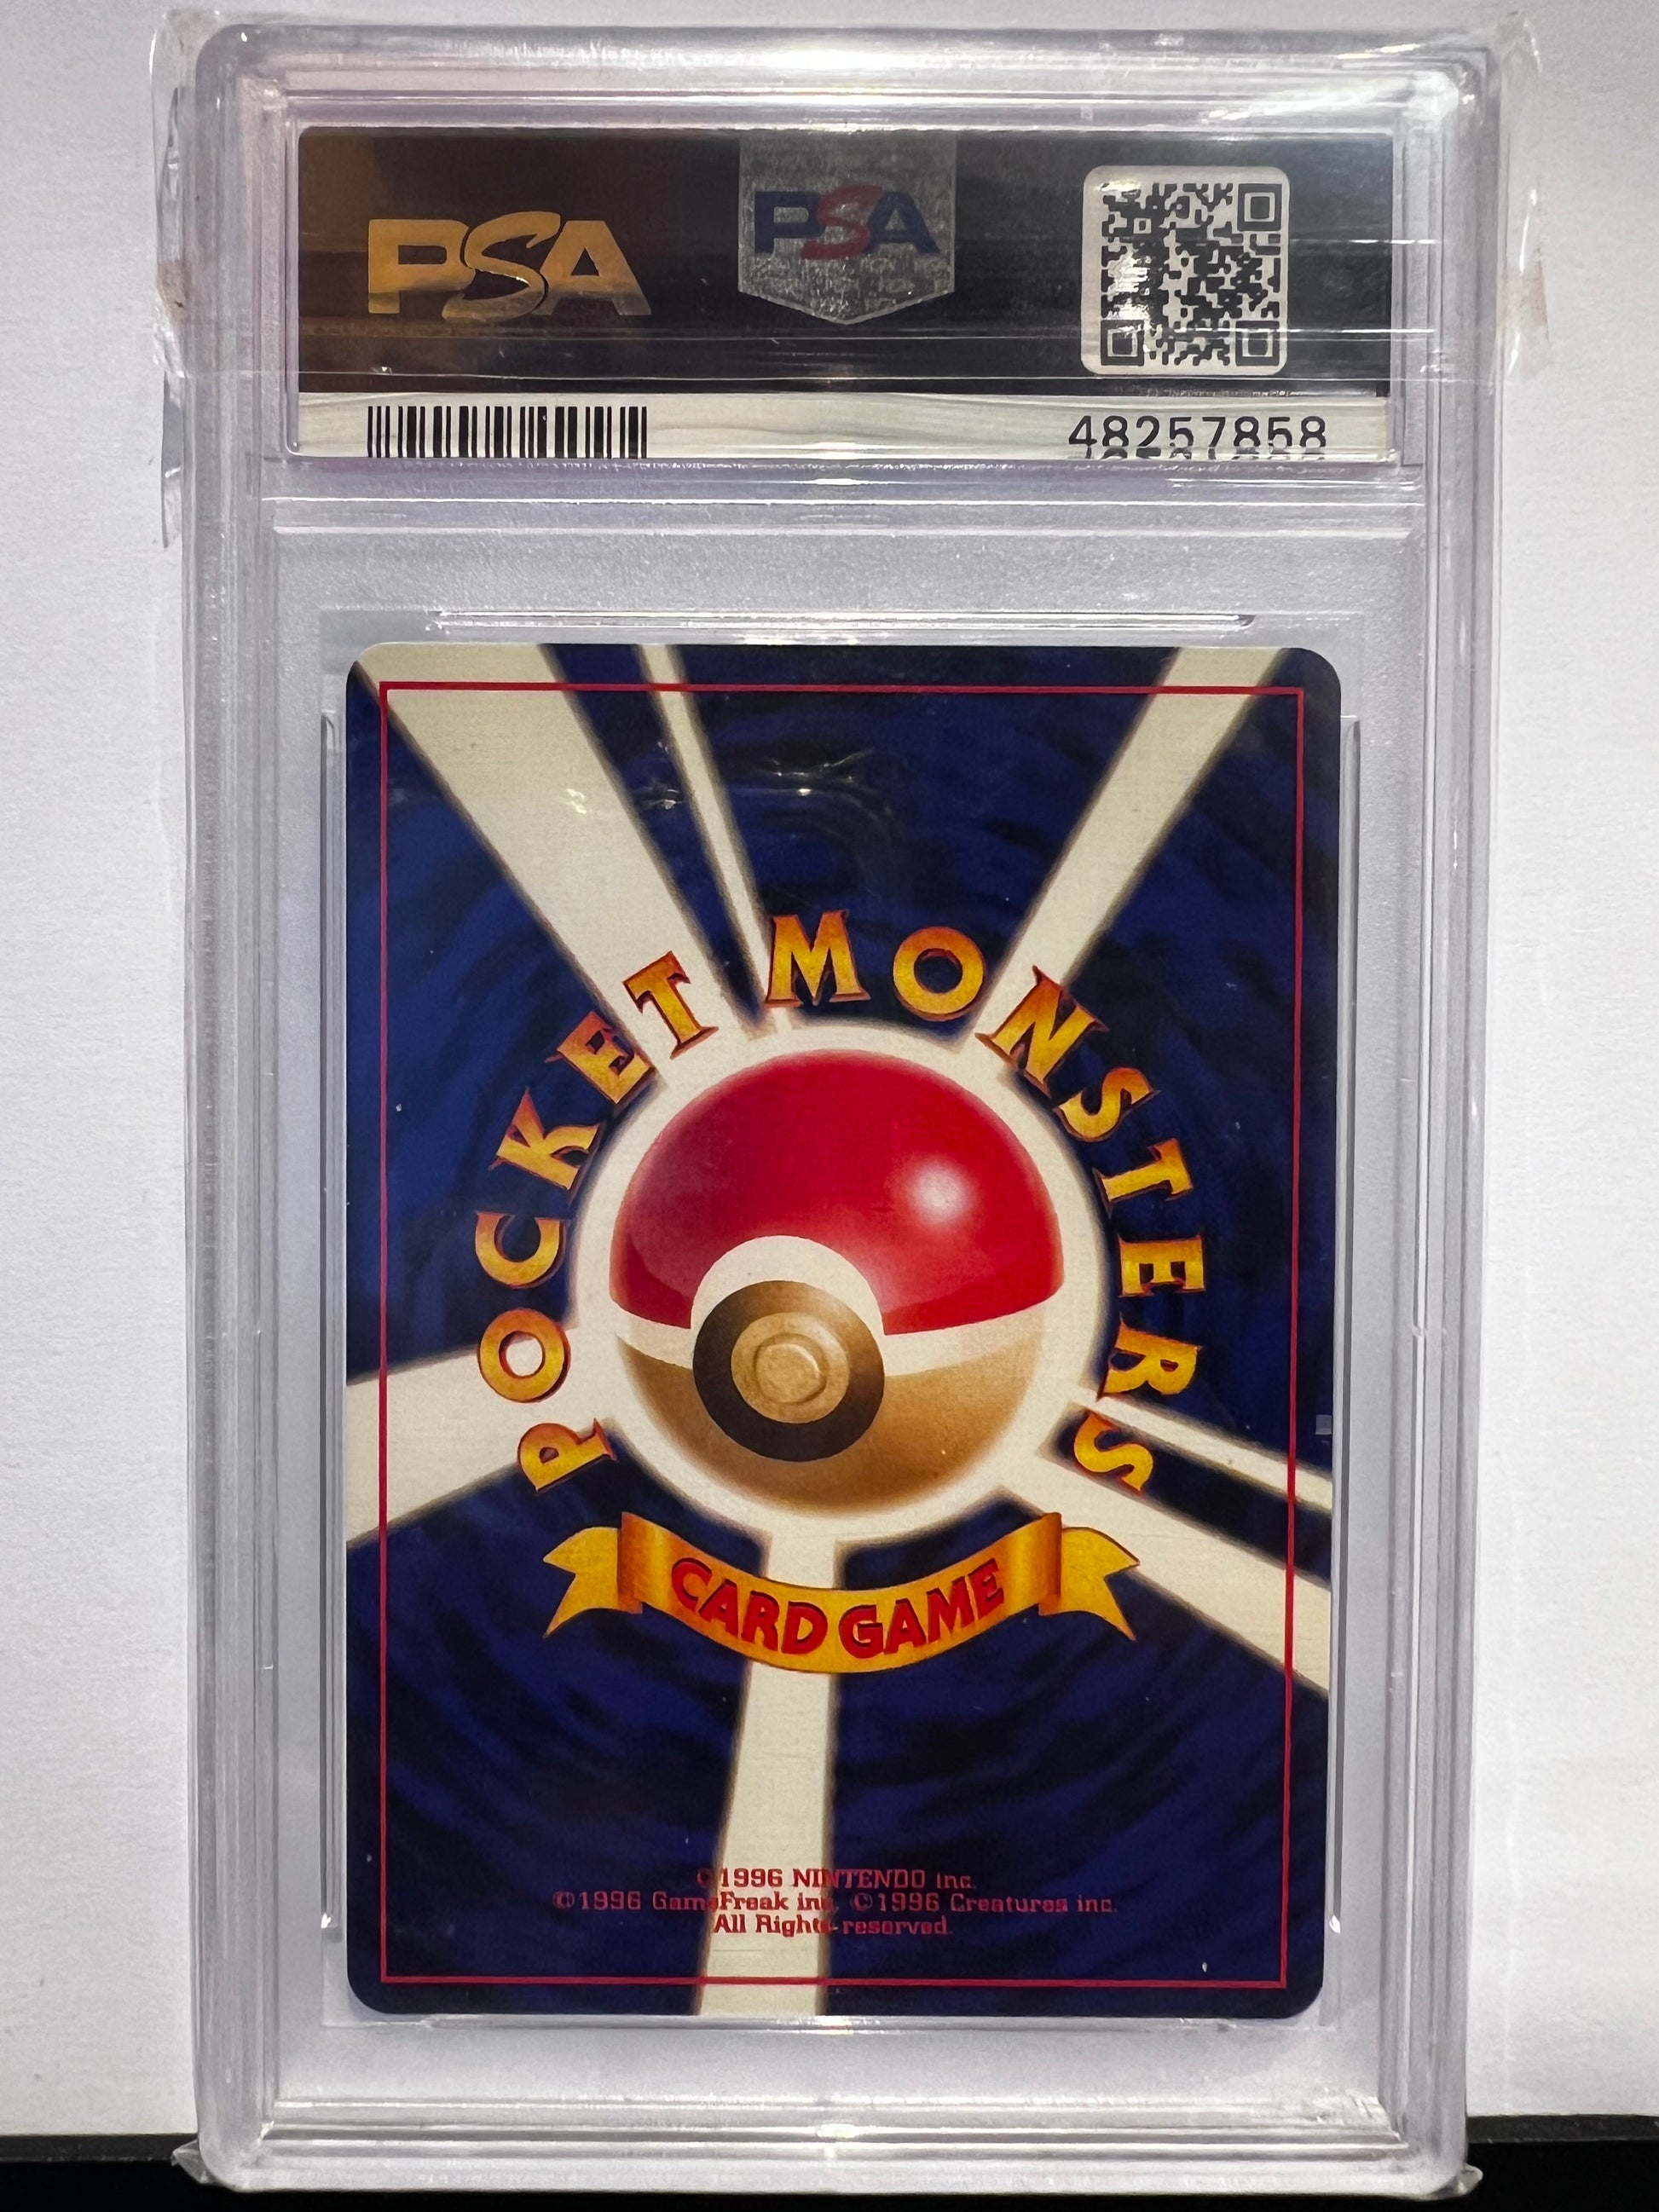 PSA
PSA
48257858
POCKET MONSTERS
CARD GAME
©1996 NINTENDO inc.
©1996 GameFreak inc. ©1996 Creatures inc.
All Rights reserved.